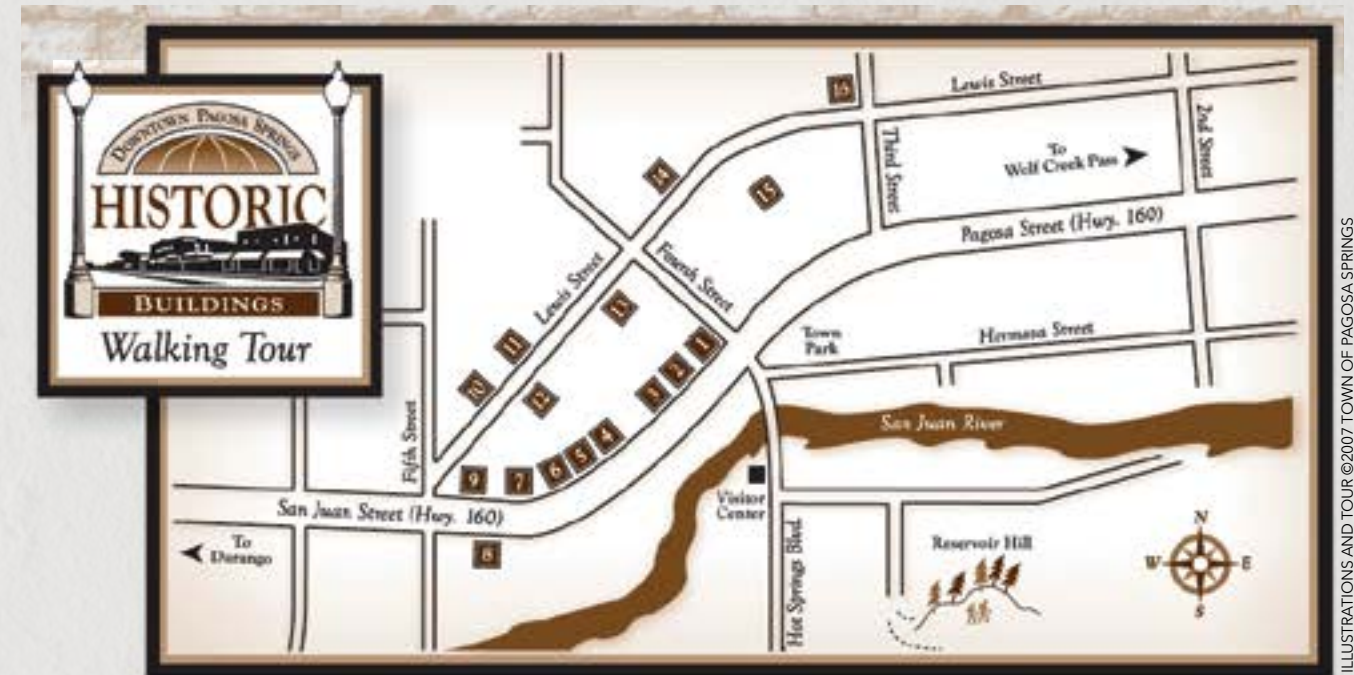 DOWNTOWN PAGOSA SPRINGS
HISTORIC
BUILDINGS
Walking Tour
Lewis Street
16
Third Street
2nd Street
To
Wolf Creek Pass
14
15
Pagosa Street (Hwy. 160)
Fourth Street
Lewis Street
13
11
10
12
1
2
3
4
5
6
7
9
8
Town
Park
Hermosa Street
San Juan River
Fifth Street
San Juan Street (Hwy. 160)
To
Durango
Visitor
Center
Hot Springs Blvd.
Reservoir Hill
N
W
E
S
ILLUSTRATIONS AND TOUR ©2007 TOWN OF PAGOSA SPRINGS